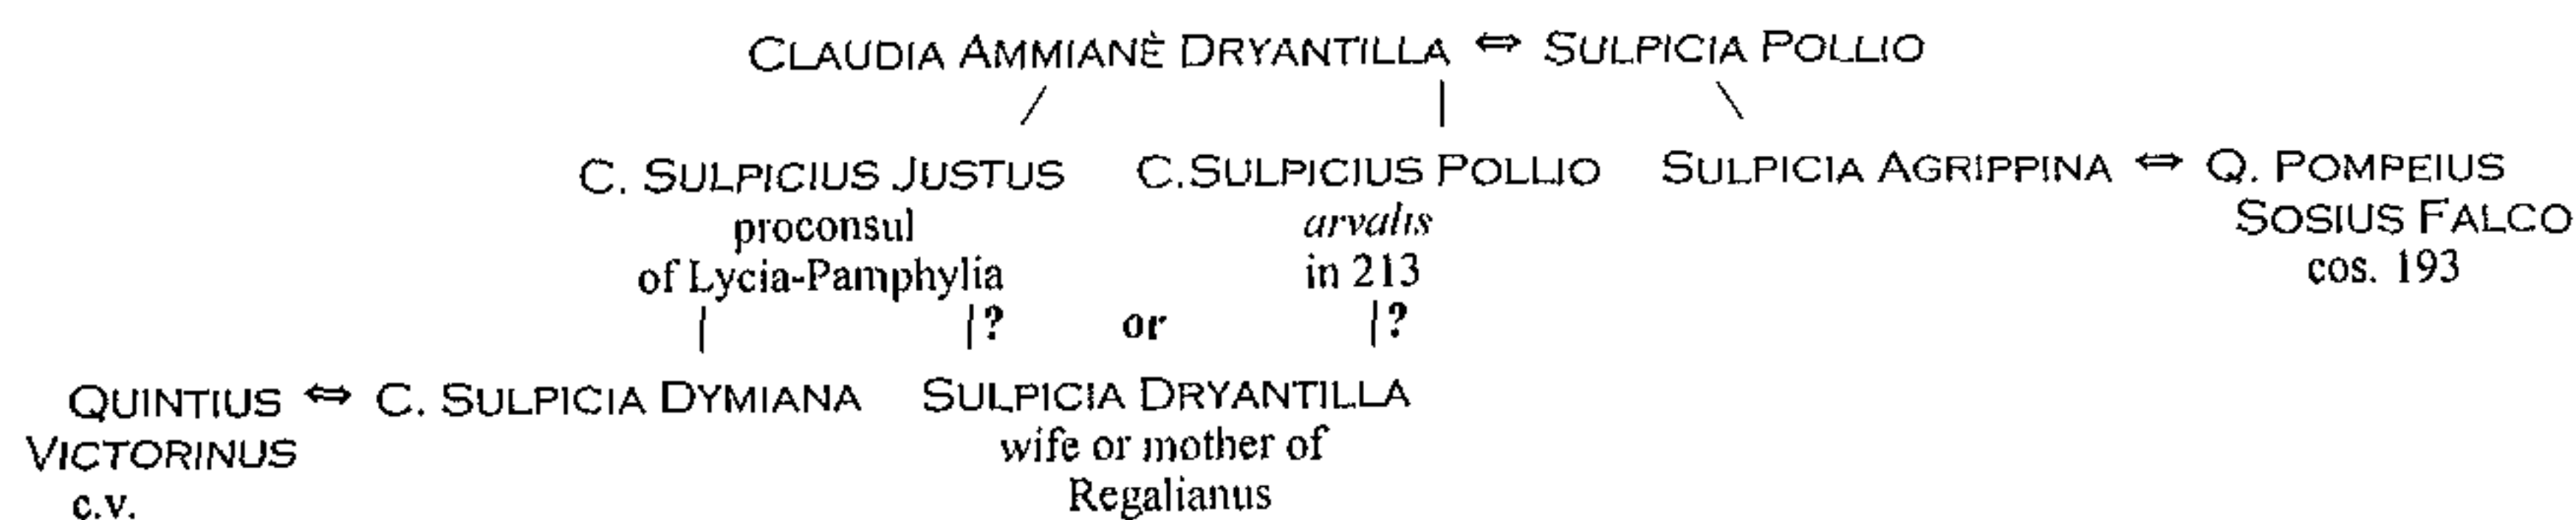 CLAUDIA AMMIANÈ DRYANTILLA ⇔ SULPICIA POLLIO
C. SULPICIUS JUSTUS C.SULPICIUS POLLIO SULPICIA AGRIPPINA ⇔ Q. POMPEIUS
proconsul arvalis SOSIUS FALCO
of Lycia-Pamphylia in 213 cos. 193
|? or |?
QUINTIUS ⇔ C. SULPICIA DYMIANA SULPICIA DRYANTILLA
VICTORINUS wife or mother of
c.v. Regalianus